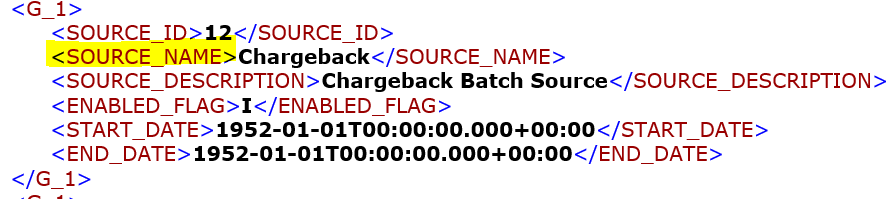 <G_1>
<SOURCE_ID>12</SOURCE_ID>
<SOURCE_NAME>Chargeback</SOURCE_NAME>
<SOURCE_DESCRIPTION>Chargeback Batch Source</SOURCE_DESCRIPTION>
<ENABLED_FLAG>I</ENABLED_FLAG>
<START_DATE>1952-01-01T00:00:00.000+00:00</START_DATE>
<END_DATE>1952-01-01T00:00:00.000+00:00</END_DATE>
</G_1>